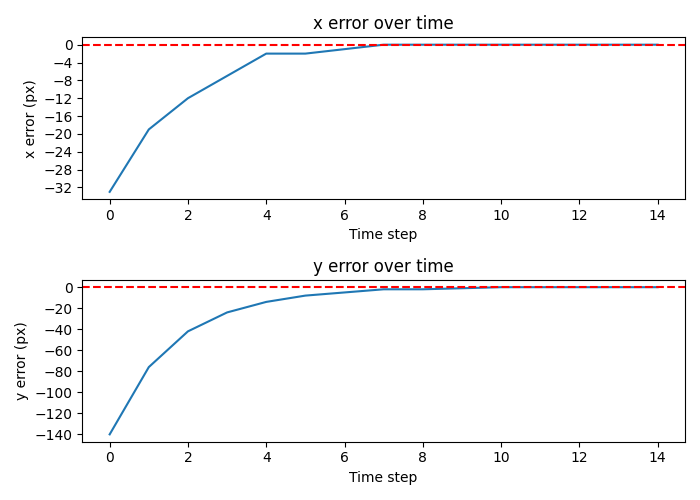 x error over time
0
−4
−8
−12
−16
−20
−24
−28
−32
x error (px)
0 2 4 6 8 10 12 14
Time step
y error over time
0
−20
−40
−60
−80
−100
−120
−140
y error (px)
0 2 4 6 8 10 12 14
Time step